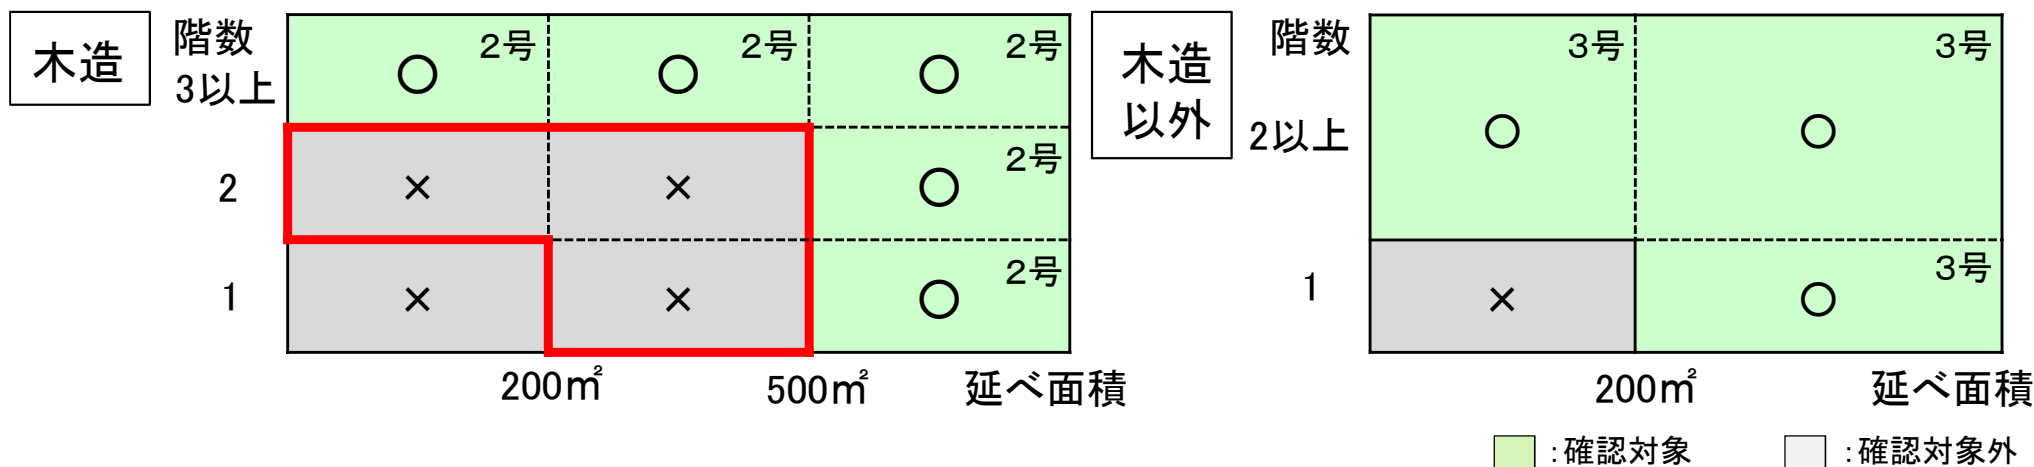 木造
階数
3以上
2号
2号
2号
○
○
○
2
×
×
2号
○
1
×
×
2号
○
200㎡
500㎡
延べ面積
木造
以外
階数
2以上
3号
3号
○
○
1
×
3号
○
200㎡
延べ面積
:確認対象
:確認対象外